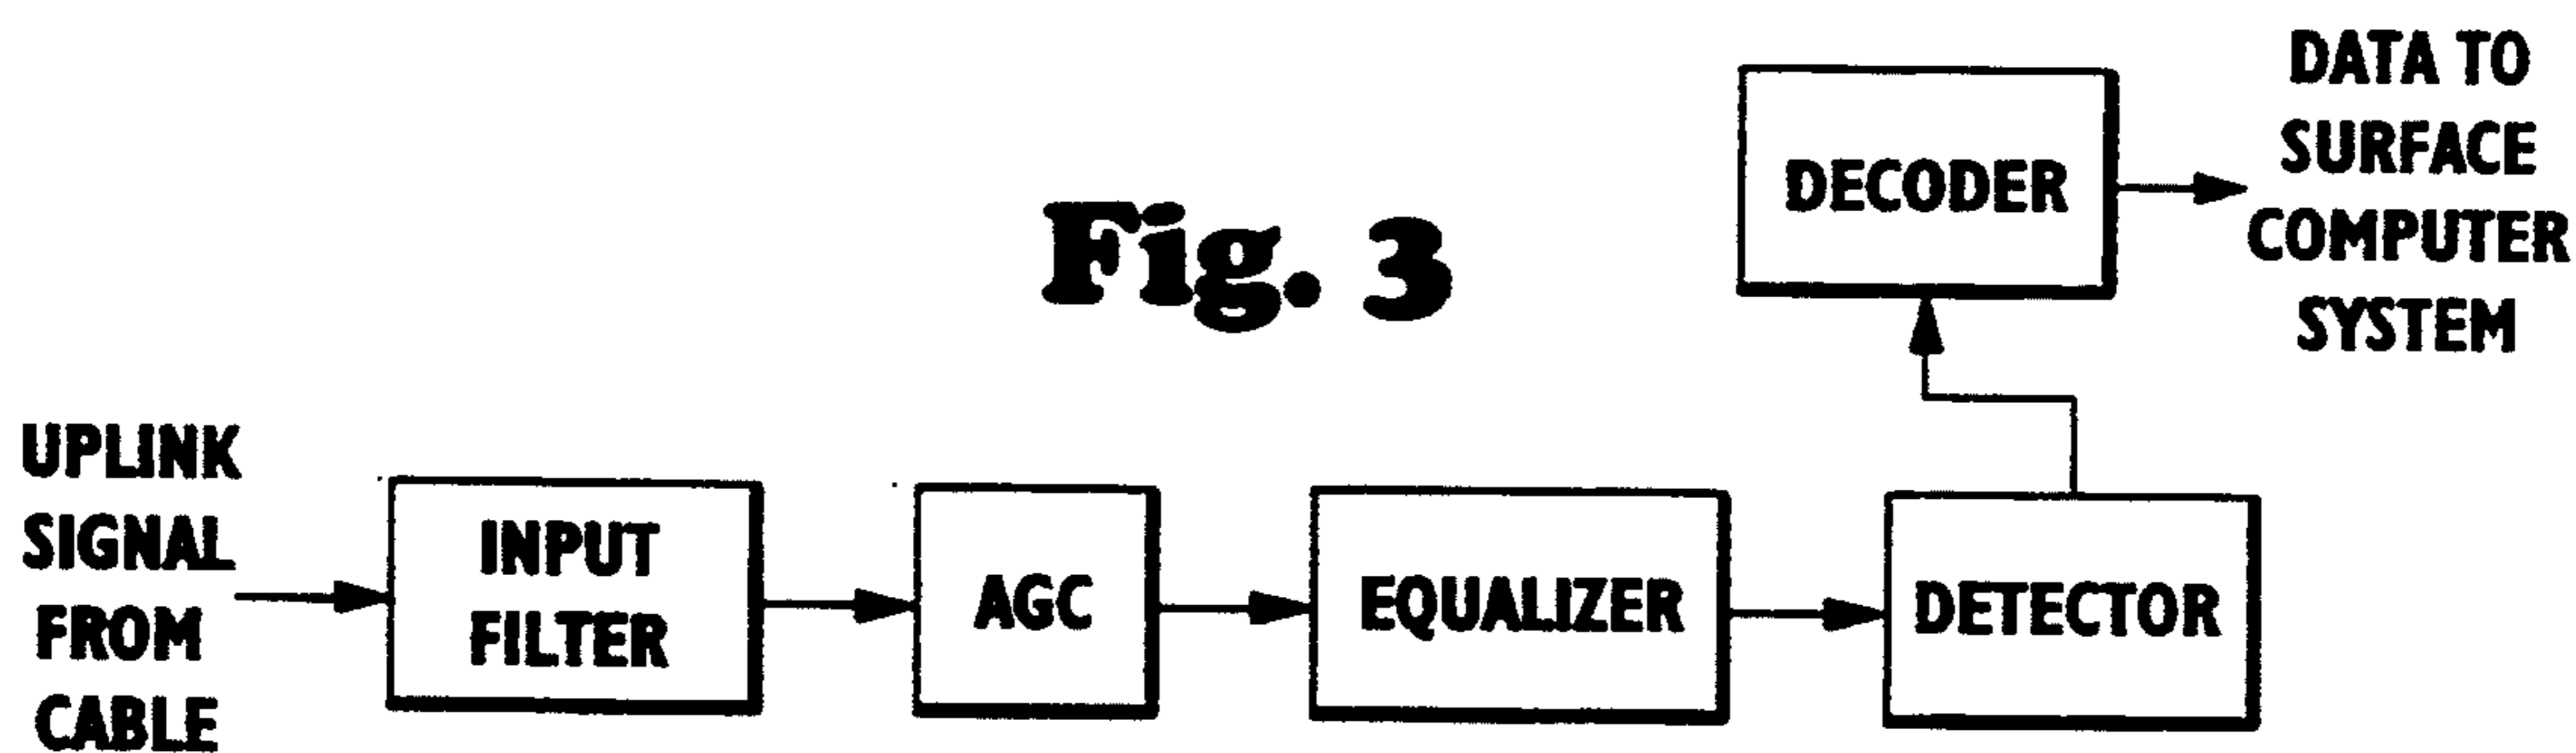 Fig. 3
UPLINK
SIGNAL
FROM
CABLE
INPUT
FILTER
AGC
EQUALIZER
DETECTOR
DECODER
DATA TO
SURFACE
COMPUTER
SYSTEM